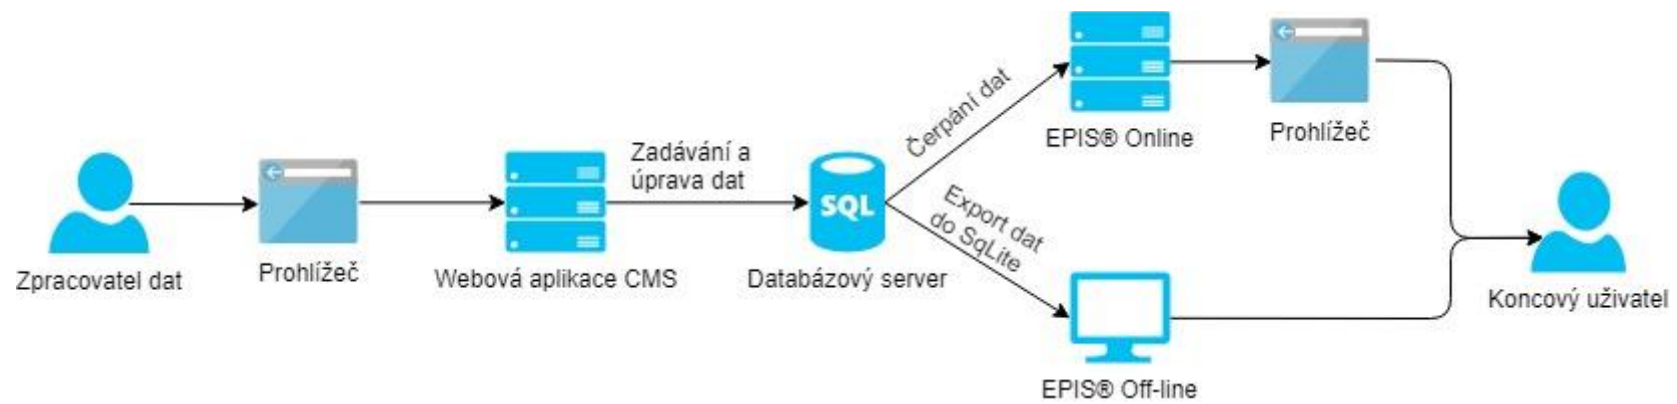 Zpracovatel dat
Prohlížeč
Webová aplikace CMS
Zadávání a
úprava dat
SQL
Databázový server
Čerpání dat
EPIS® Online
Prohlížeč
Export dat
do SqLite
EPIS® Off-line
Koncový uživatel